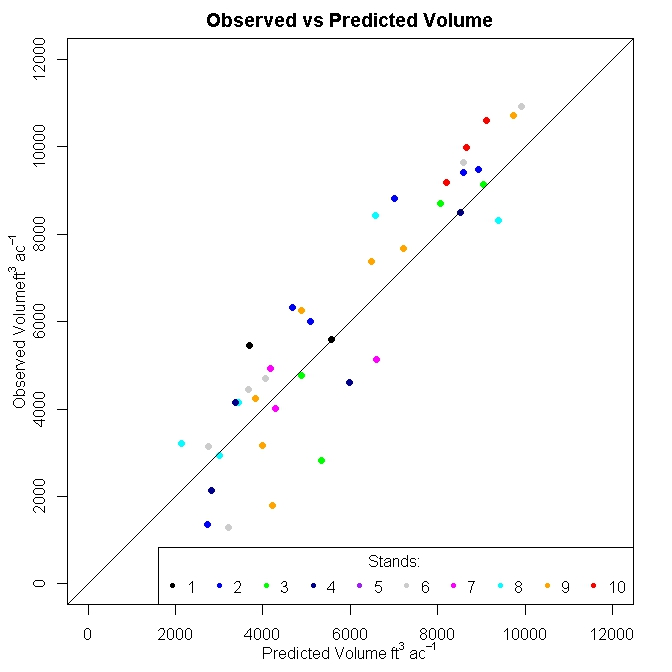 Observed vs Predicted Volume
12000
10000
8000
6000
4000
2000
0
Observed Volumeft³ ac⁻¹
Stands:
1 2 3 4 5 6 7 8 9 10
0 2000 4000 6000 8000 10000 12000
Predicted Volume ft³ ac⁻¹